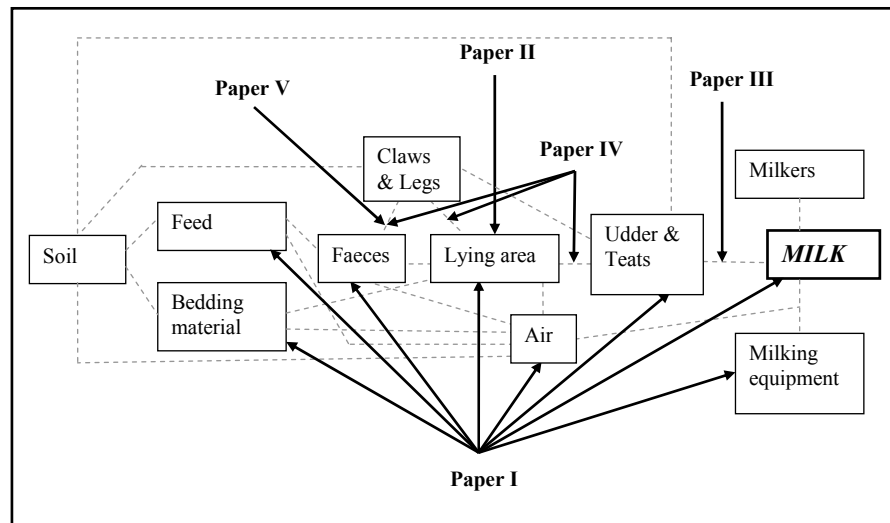 Paper II
Paper V
Paper III
Paper IV
Claws
& Legs
Milkers
Feed
Soil
Faeces
Lying area
Udder &
Teats
MILK
Bedding
material
Air
Milking
equipment
Paper I